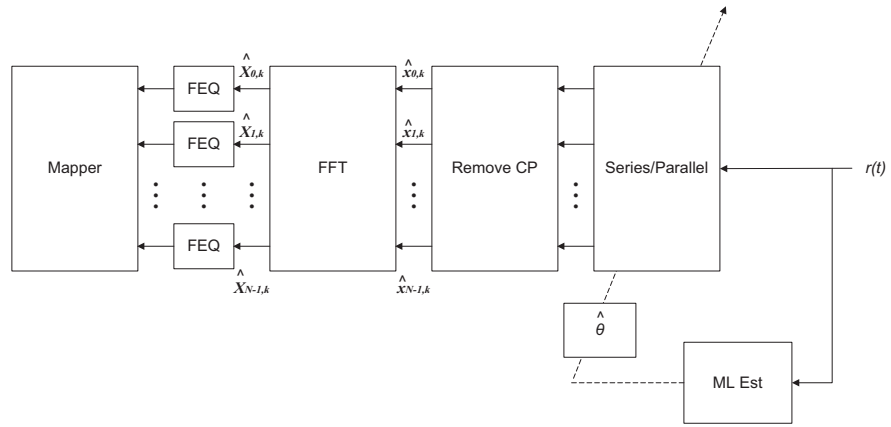 X̂0,k
x̂0,k
FEQ
X̂1,k
x̂1,k
FEQ
Mapper
FFT
Remove CP
Series/Parallel
r(t)
FEQ
X̂N-1,k
x̂N-1,k
θ̂
ML Est